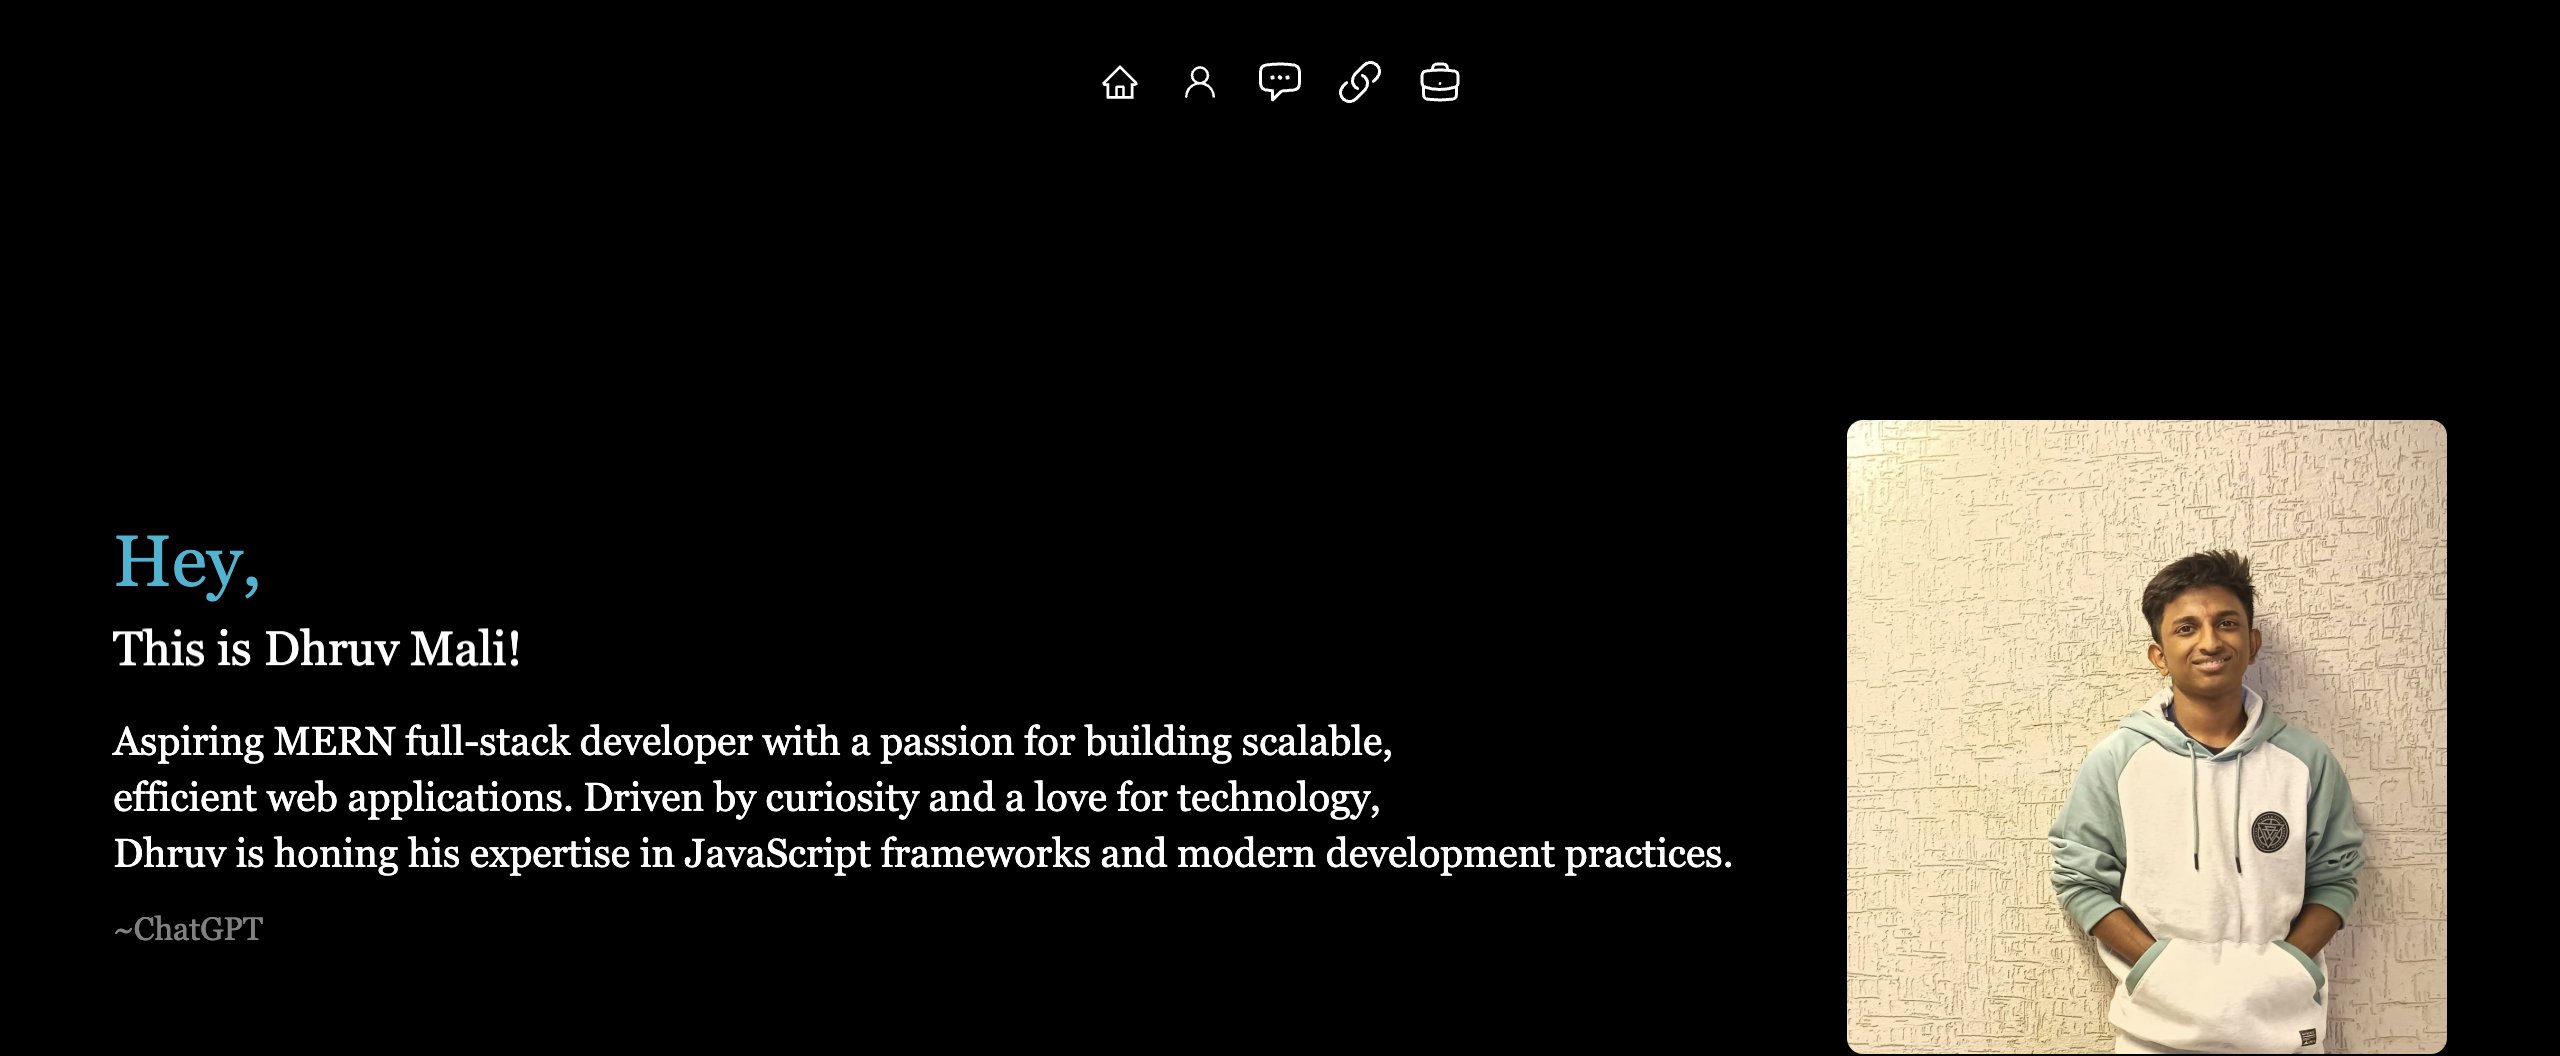 Hey,
This is Dhruv Mali!
Aspiring MERN full-stack developer with a passion for building scalable,
efficient web applications. Driven by curiosity and a love for technology,
Dhruv is honing his expertise in JavaScript frameworks and modern development practices.
~ChatGPT